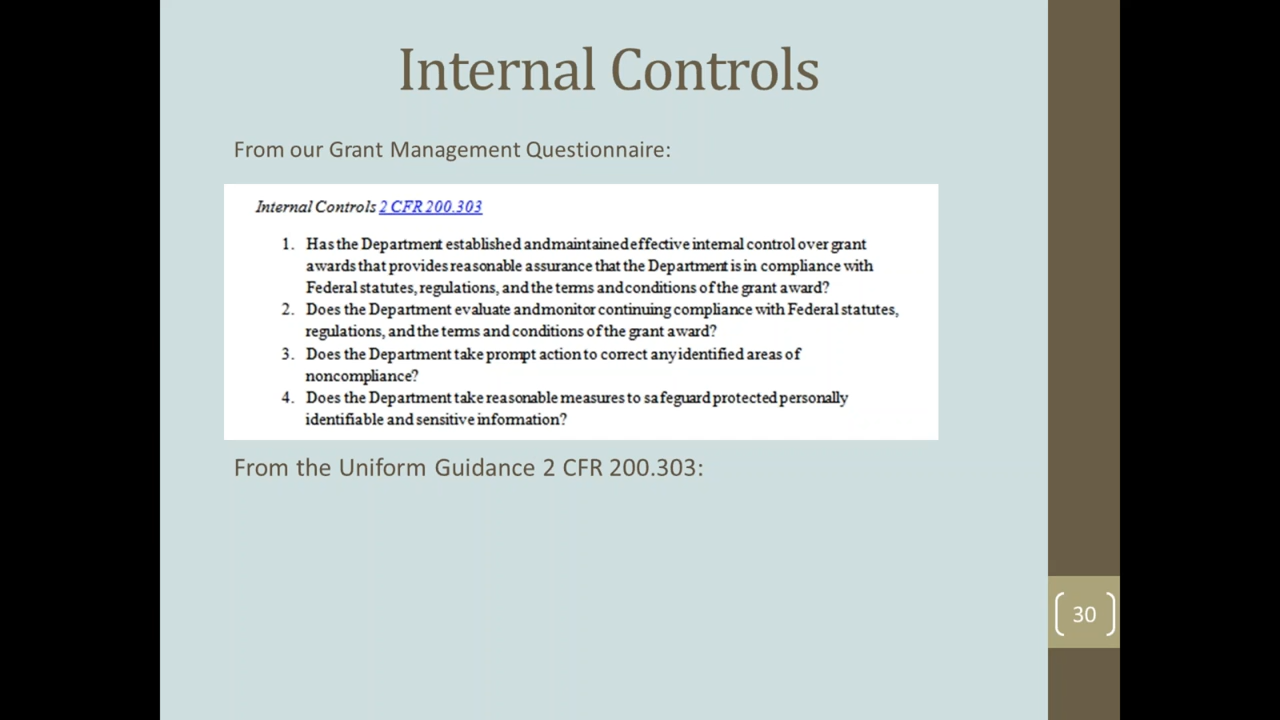 Internal Controls
From our Grant Management Questionnaire:
Internal Controls 2 CFR 200.303
1. Has the Department established and maintained effective internal control over grant
awards that provides reasonable assurance that the Department is in compliance with
Federal statutes, regulations, and the terms and conditions of the grant award?
2. Does the Department evaluate and monitor continuing compliance with Federal statutes,
regulations, and the terms and conditions of the grant award?
3. Does the Department take prompt action to correct any identified areas of
noncompliance?
4. Does the Department take reasonable measures to safeguard protected personally
identifiable and sensitive information?
From the Uniform Guidance 2 CFR 200.303:
30